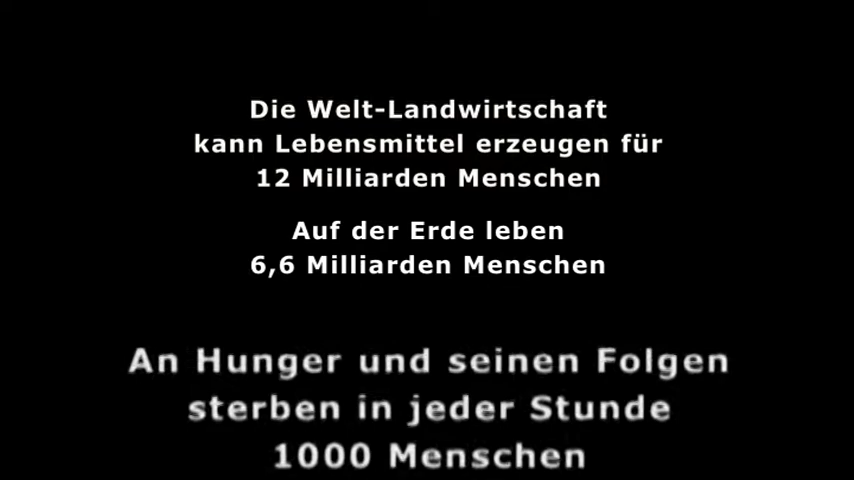 Die Welt-Landwirtschaft
kann Lebensmittel erzeugen für
12 Milliarden Menschen
Auf der Erde leben
6,6 Milliarden Menschen
An Hunger und seinen Folgen
sterben in jeder Stunde
1000 Menschen